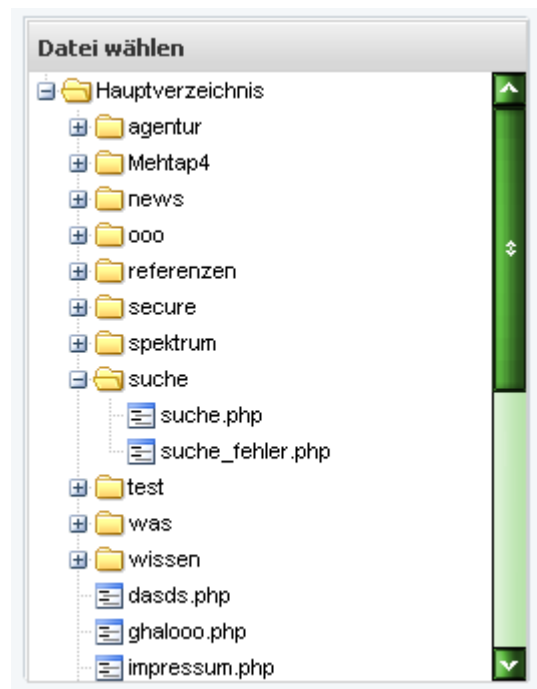 Datei wählen
Hauptverzeichnis
agentur
Mehtap4
news
ooo
referenzen
secure
spektrum
suche
suche.php
suche_fehler.php
test
was
wissen
dasds.php
ghalooo.php
impressum.php